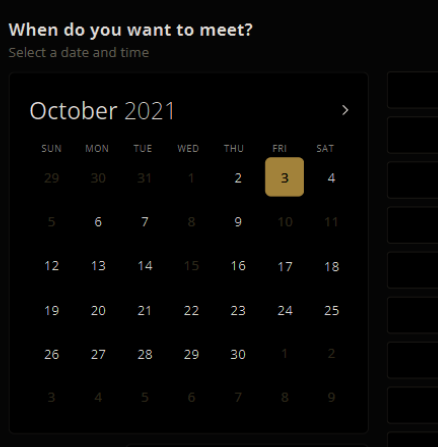 When do you want to meet?
Select a date and time
October 2021
SUN MON TUE WED THU FRI SAT
29 30 31 1 2 3 4
5 6 7 8 9 10 11
12 13 14 15 16 17 18
19 20 21 22 23 24 25
26 27 28 29 30 1 2
3 4 5 6 7 8 9